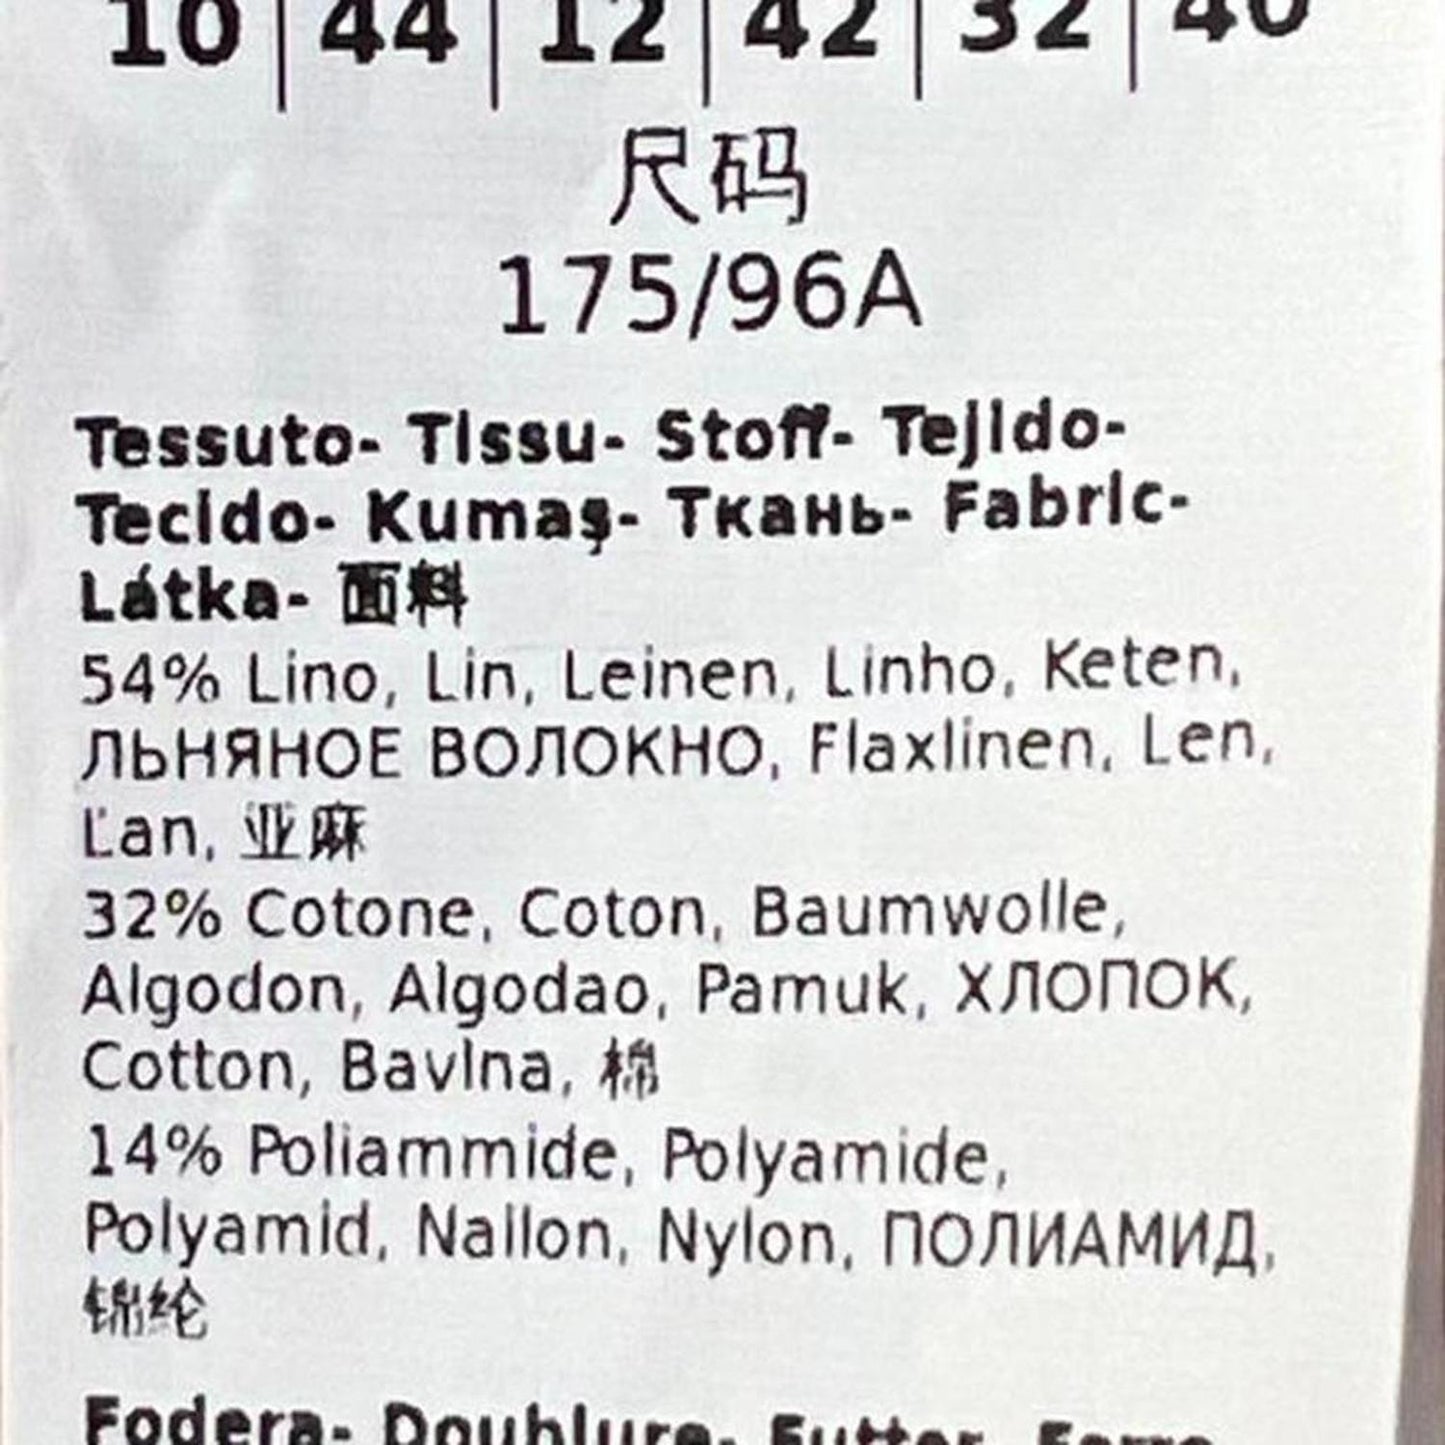 10 | 44 | 12 | 42 | 32 | 40
尺码
175/96A
Tessuto- Tissu- Stoff- Tejido-
Tecido- Kumaş- Ткань- Fabric-
Látka- 面料
54% Lino, Lin, Leinen, Linho, Keten,
ЛЬНЯНОЕ ВОЛОКНО, Flaxlinen, Len,
Ľan, 亚麻
32% Cotone, Coton, Baumwolle,
Algodon, Algodao, Pamuk, ХЛОПОК,
Cotton, Bavlna, 棉
14% Poliammide, Polyamide,
Polyamid, Nailon, Nylon, ПОЛИАМИД,
锦纶
Fodera- Doublure- Futter-